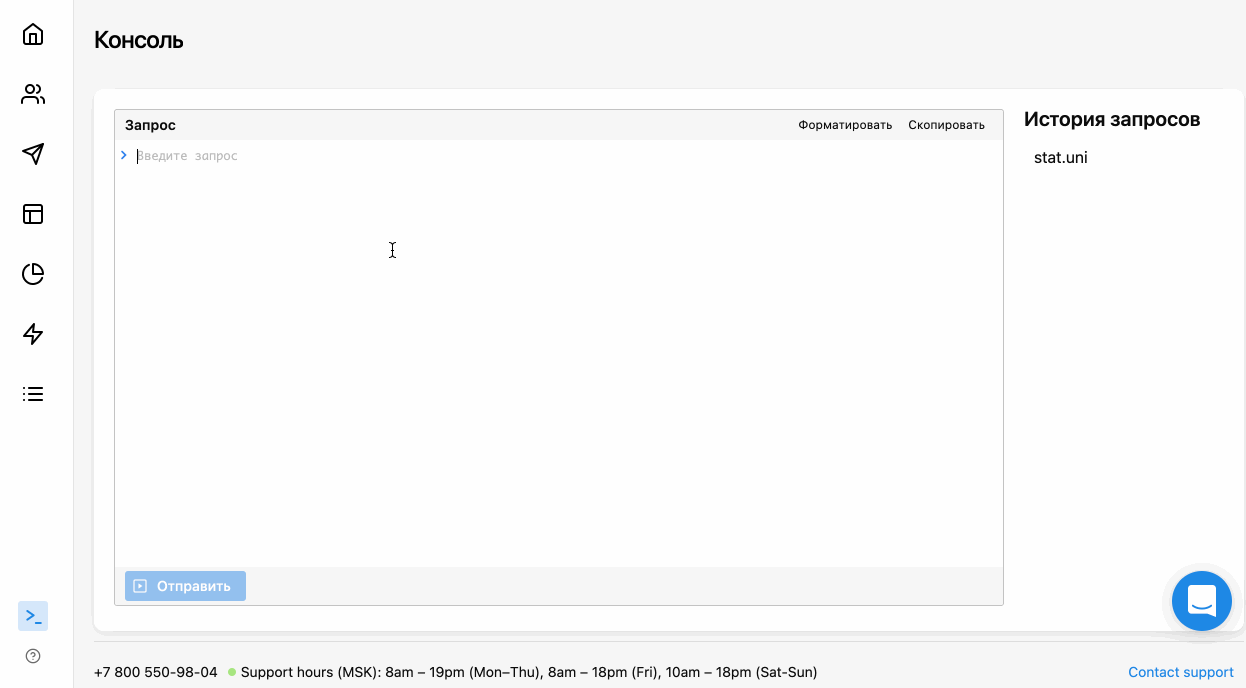 Консоль
Запрос
Форматировать Скопировать
Введите запрос
Отправить
История запросов
stat.uni
+7 800 550-98-04 Support hours (MSK): 8am – 19pm (Mon–Thu), 8am – 18pm (Fri), 10am – 18pm (Sat-Sun)
Contact support